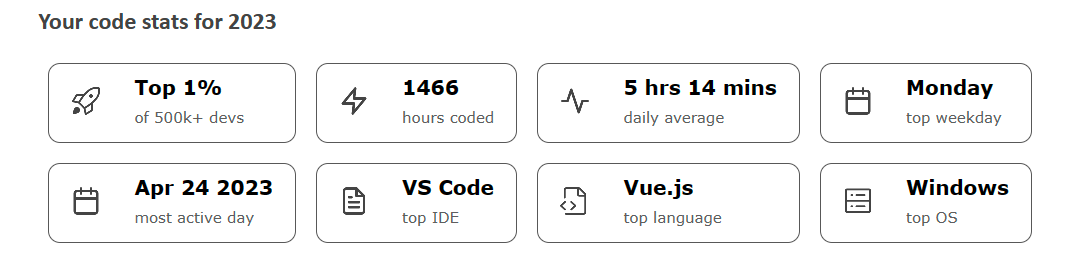 Your code stats for 2023
Top 1%
of 500k+ devs
1466
hours coded
5 hrs 14 mins
daily average
Monday
top weekday
Apr 24 2023
most active day
VS Code
top IDE
Vue.js
top language
Windows
top OS